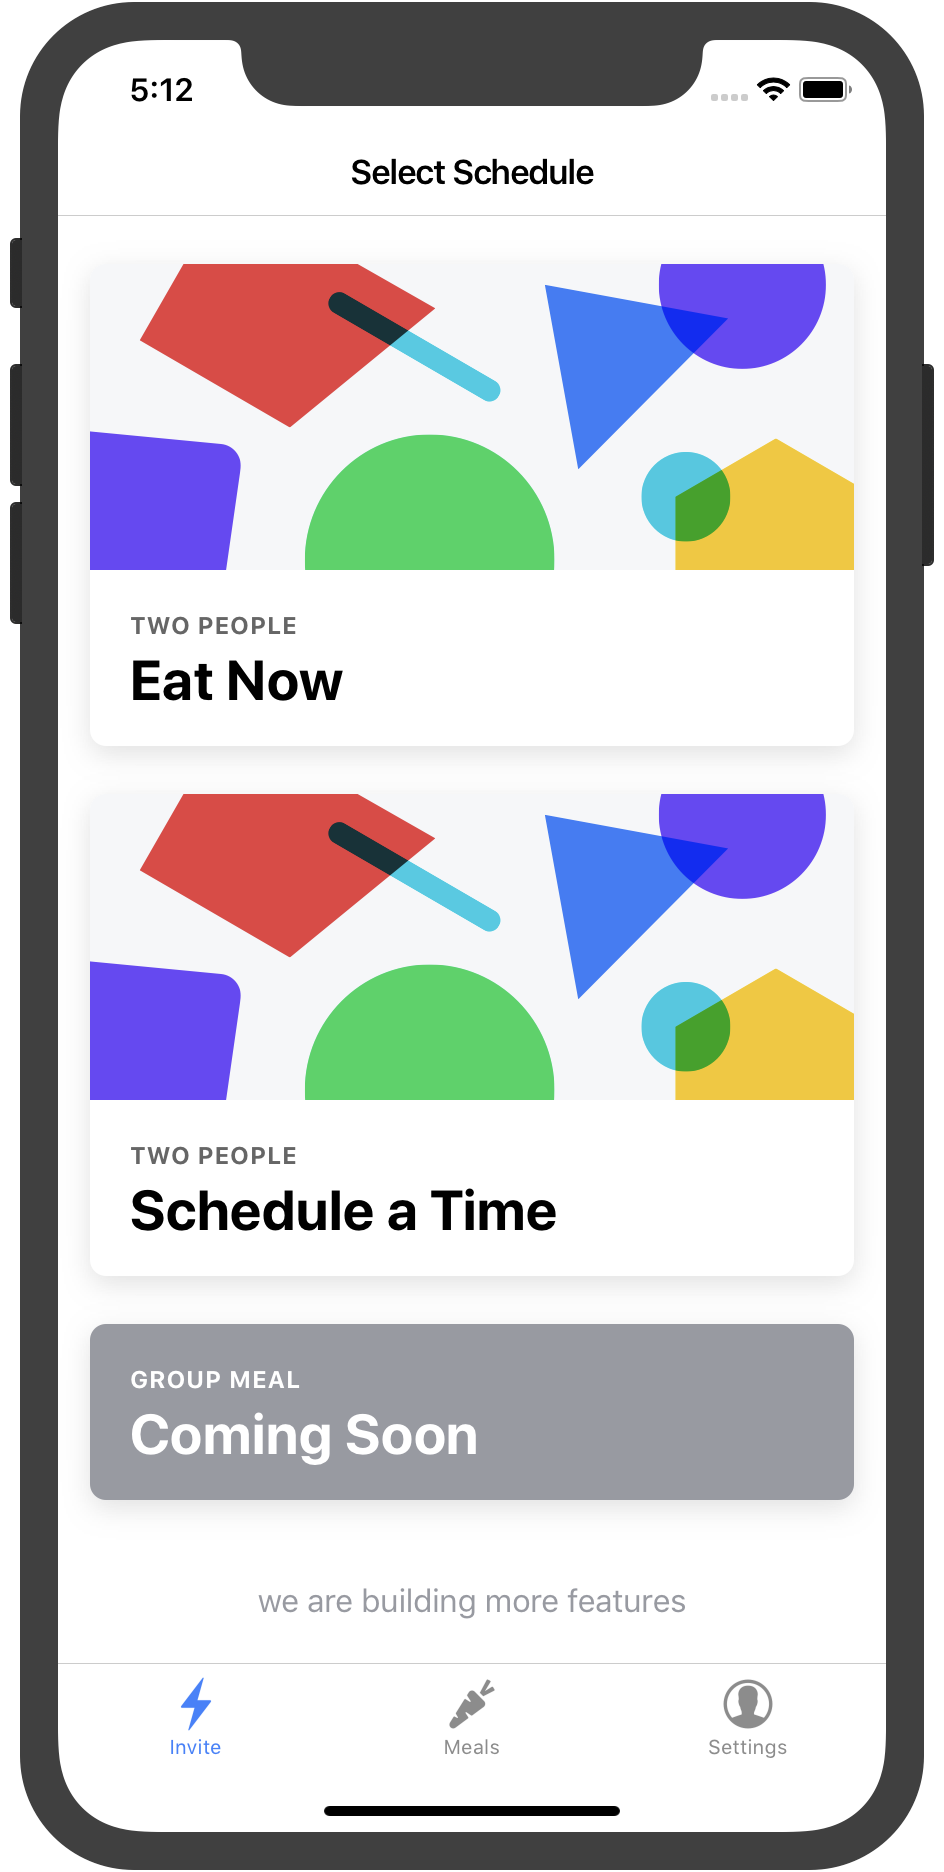 5:12
Select Schedule
TWO PEOPLE
Eat Now
TWO PEOPLE
Schedule a Time
GROUP MEAL
Coming Soon
we are building more features
Invite
Meals
Settings